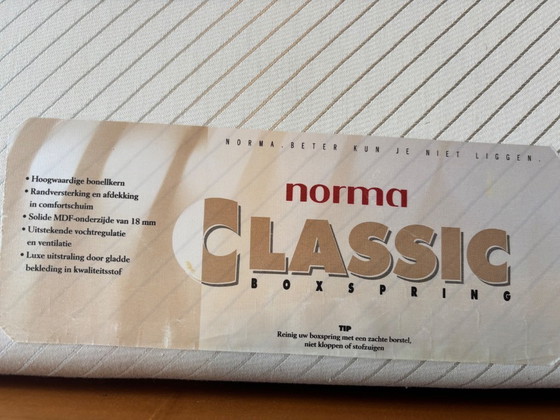 NORMA. BETER KUN JE NIET LIGGEN.
norma
CLASSIC
BOXSPRING
• Hoogwaardige bonellkern
• Randversterking en afdekking
in comfortschuim
• Solide MDF-onderzijde van 18 mm
• Uitstekende vochtregulatie
en ventilatie
• Luxe uitstraling door gladde
bekleding in kwaliteitsstof
TIP
Reinig uw boxspring met een zachte borstel,
niet kloppen of stofzuigen